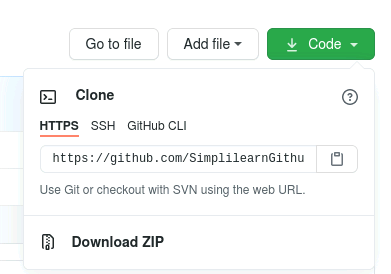 Go to file Add file Code
Clone
HTTPS SSH GitHub CLI
https://github.com/SimplilearnGithu
Use Git or checkout with SVN using the web URL.
Download ZIP